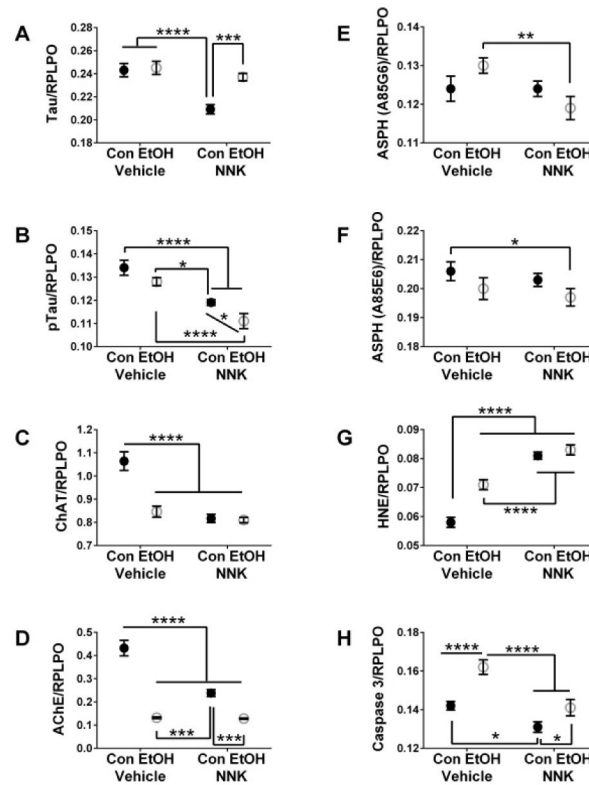 A
Tau/RPLPO
0.28
0.26
0.24
0.22
0.20
0.18
****
***
Con EtOH Con EtOH
Vehicle NNK
B
pTau/RPLPO
0.15
0.14
0.13
0.12
0.11
0.10
****
*
*
****
Con EtOH Con EtOH
Vehicle NNK
C
ChAT/RPLPO
1.2
1.1
1.0
0.9
0.8
0.7
****
Con EtOH Con EtOH
Vehicle NNK
D
AChE/RPLPO
0.5
0.4
0.3
0.2
0.1
0.0
****
***
***
Con EtOH Con EtOH
Vehicle NNK
E
ASPH (A85G6)/RPLPO
0.14
0.13
0.12
0.11
**
Con EtOH Con EtOH
Vehicle NNK
F
ASPH (A85E6)/RPLPO
0.22
0.21
0.20
0.19
0.18
*
Con EtOH Con EtOH
Vehicle NNK
G
HNE/RPLPO
0.09
0.08
0.07
0.06
0.05
****
****
Con EtOH Con EtOH
Vehicle NNK
H
Caspase 3/RPLPO
0.18
0.16
0.14
0.12
****
****
*
*
Con EtOH Con EtOH
Vehicle NNK